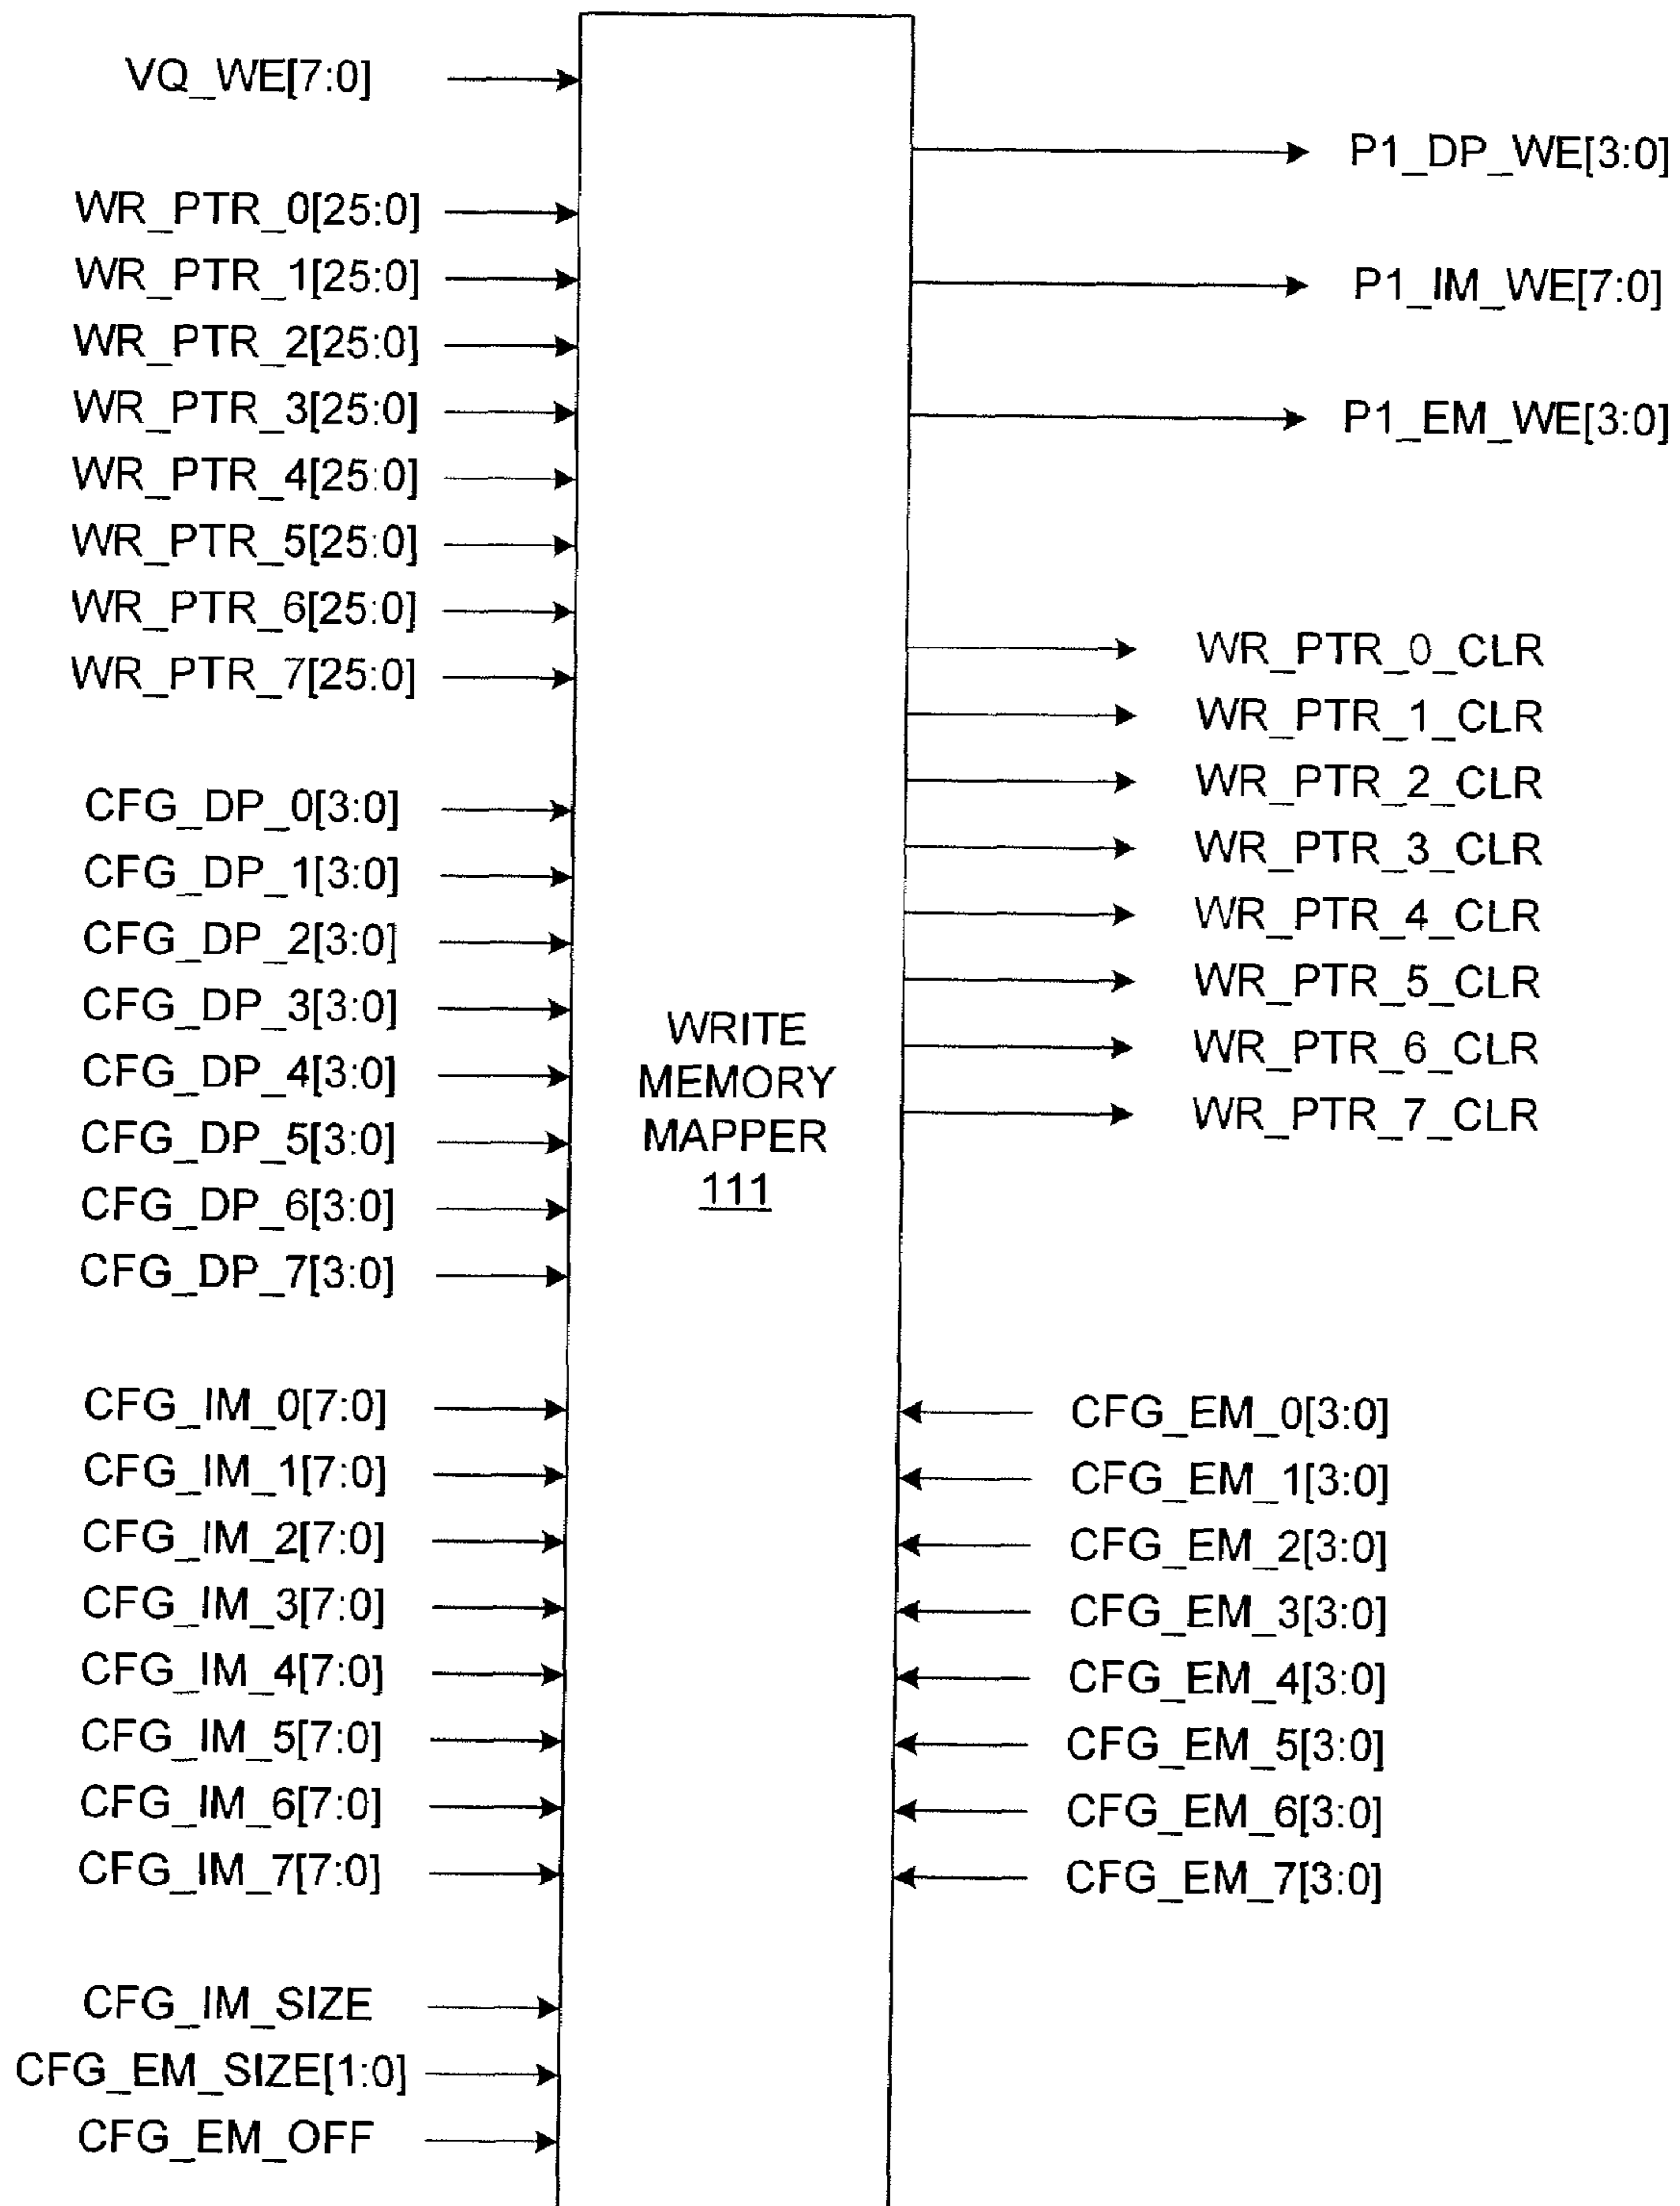 VQ_WE[7:0]
WR_PTR_0[25:0]
WR_PTR_1[25:0]
WR_PTR_2[25:0]
WR_PTR_3[25:0]
WR_PTR_4[25:0]
WR_PTR_5[25:0]
WR_PTR_6[25:0]
WR_PTR_7[25:0]
CFG_DP_0[3:0]
CFG_DP_1[3:0]
CFG_DP_2[3:0]
CFG_DP_3[3:0]
CFG_DP_4[3:0]
CFG_DP_5[3:0]
CFG_DP_6[3:0]
CFG_DP_7[3:0]
CFG_IM_0[7:0]
CFG_IM_1[7:0]
CFG_IM_2[7:0]
CFG_IM_3[7:0]
CFG_IM_4[7:0]
CFG_IM_5[7:0]
CFG_IM_6[7:0]
CFG_IM_7[7:0]
CFG_IM_SIZE
CFG_EM_SIZE[1:0]
CFG_EM_OFF
WRITE
MEMORY
MAPPER
111
P1_DP_WE[3:0]
P1_IM_WE[7:0]
P1_EM_WE[3:0]
WR_PTR_0_CLR
WR_PTR_1_CLR
WR_PTR_2_CLR
WR_PTR_3_CLR
WR_PTR_4_CLR
WR_PTR_5_CLR
WR_PTR_6_CLR
WR_PTR_7_CLR
CFG_EM_0[3:0]
CFG_EM_1[3:0]
CFG_EM_2[3:0]
CFG_EM_3[3:0]
CFG_EM_4[3:0]
CFG_EM_5[3:0]
CFG_EM_6[3:0]
CFG_EM_7[3:0]